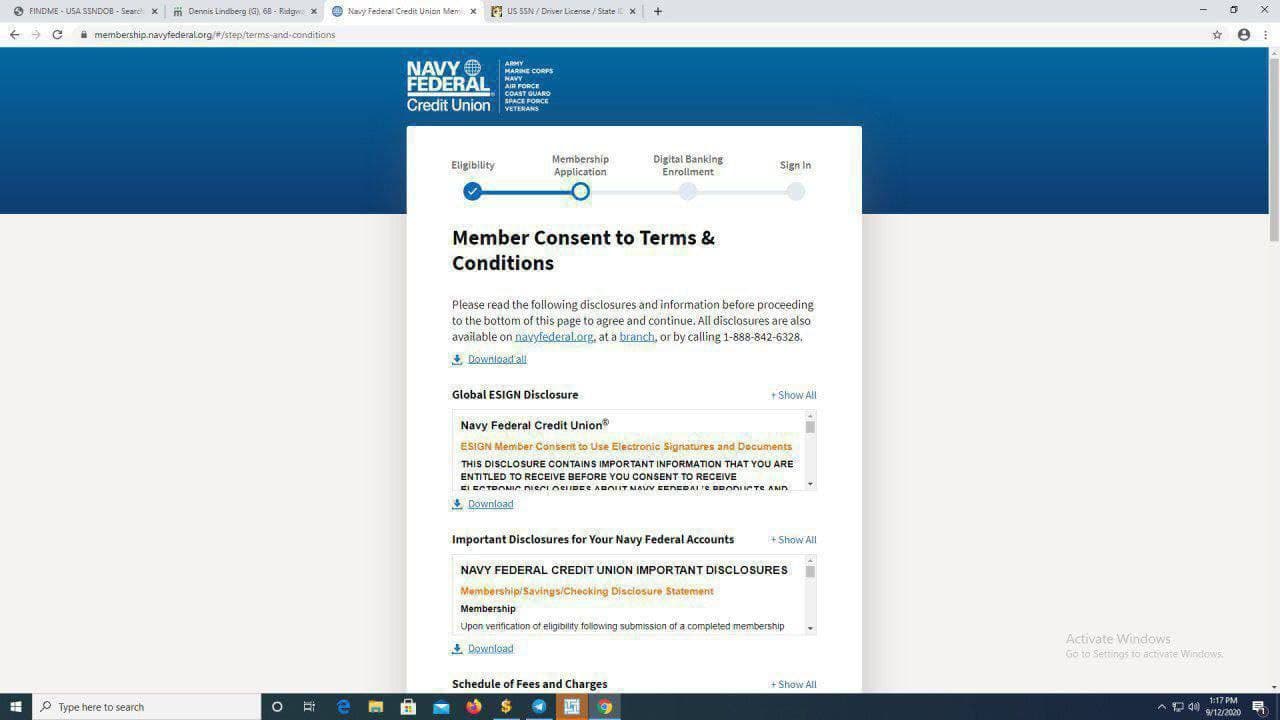 FINDME - USA SSNDOB - Search
Dennis Lindberg (G), 68 - Ridgwa
Navy Federal Credit Union Mem
US SSN / Driver License / State I
membership.navyfederal.org/#/step/terms-and-conditions
NAVY
FEDERAL
Credit Union
ARMY
MARINE CORPS
NAVY
AIR FORCE
COAST GUARD
SPACE FORCE
VETERANS
Eligibility
Membership
Application
Digital Banking
Enrollment
Sign In
Member Consent to Terms &
Conditions
Please read the following disclosures and information before proceeding
to the bottom of this page to agree and continue. All disclosures are also
available on navyfederal.org, at a branch, or by calling 1-888-842-6328.
Download all
Global ESIGN Disclosure
+ Show All
Navy Federal Credit Union®
ESIGN Member Consent to Use Electronic Signatures and Documents
THIS DISCLOSURE CONTAINS IMPORTANT INFORMATION THAT YOU ARE
ENTITLED TO RECEIVE BEFORE YOU CONSENT TO RECEIVE
ELECTRONIC DISCLOSURES ABOUT NAVY FEDERAL'S PRODUCTS AND
Download
Important Disclosures for Your Navy Federal Accounts
+ Show All
NAVY FEDERAL CREDIT UNION IMPORTANT DISCLOSURES
Membership/Savings/Checking Disclosure Statement
Membership
Upon verification of eligibility following submission of a completed membership
Download
Schedule of Fees and Charges
+ Show All
Activate Windows
Go to Settings to activate Windows.
Type here to search
1:17 PM
9/12/2020